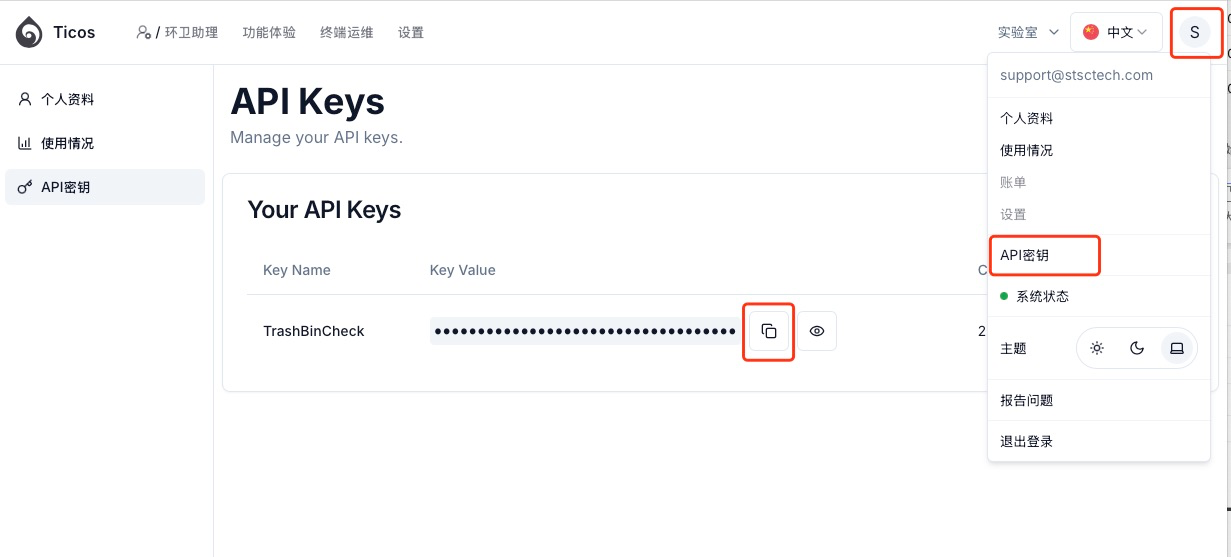 Ticos
/ 环卫助理 功能体验 终端运维 设置 实验室 中文 S
support@stsctech.com
个人资料
使用情况
API密钥
API Keys
Manage your API keys.
Your API Keys
Key Name Key Value C
TrashBinCheck •••••••••••••••••••••••••••••••••••• 2
个人资料
使用情况
账单
设置
API密钥
系统状态
主题
报告问题
退出登录